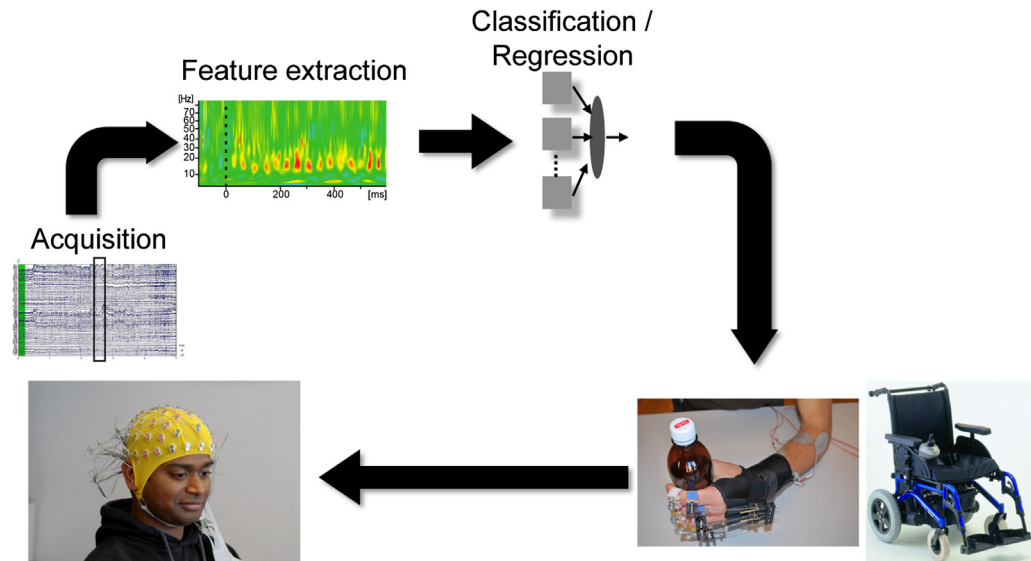 Classification /
Regression
Feature extraction
[Hz]
70
60
50
40
30
20
10
0
200
400
[ms]
Acquisition